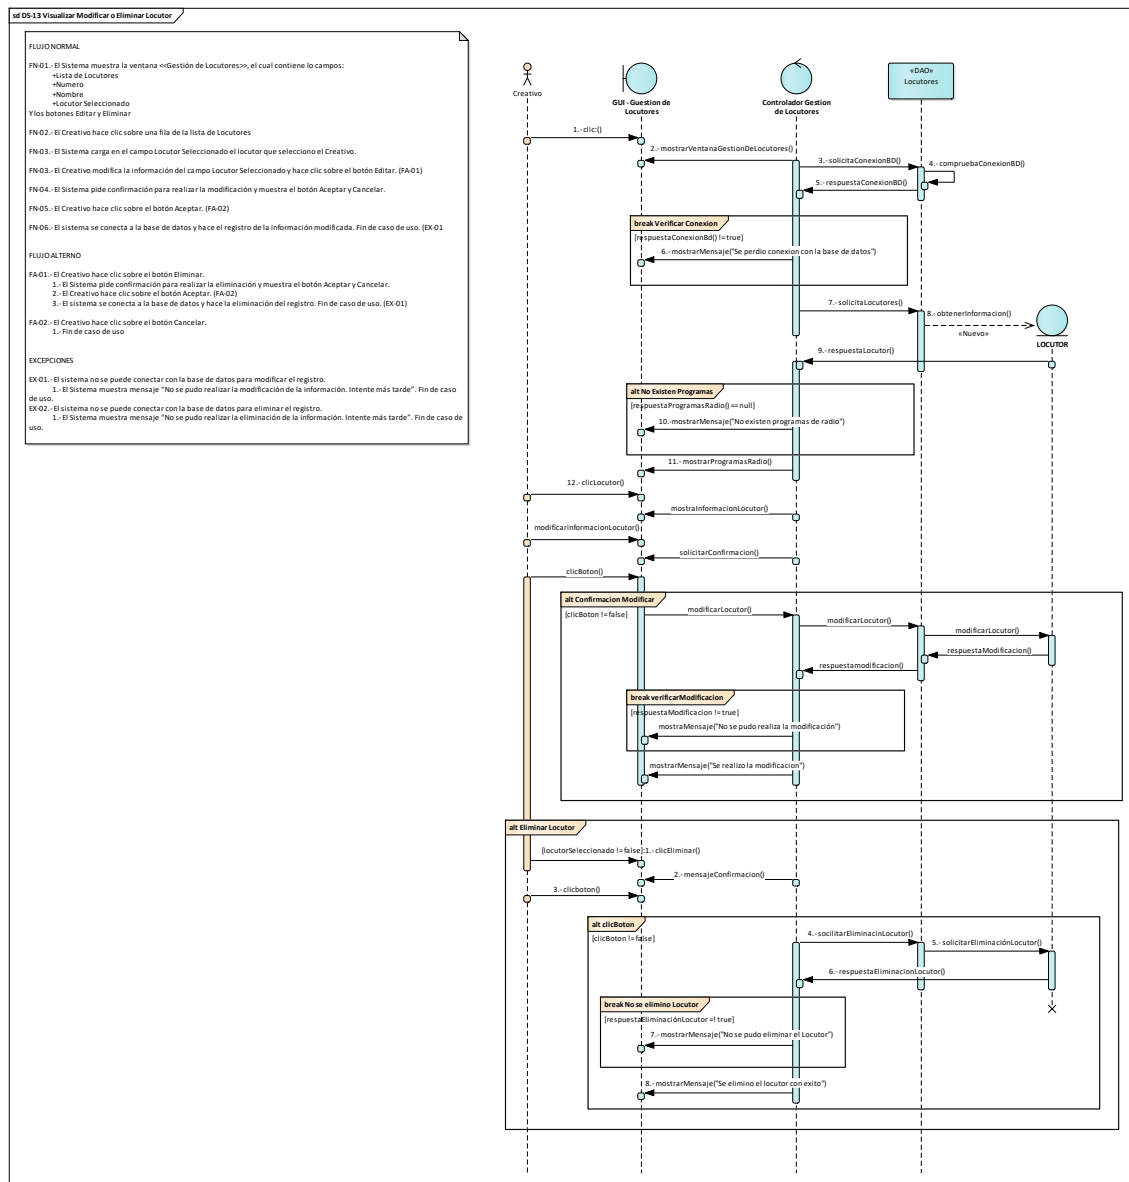 sd DS-13 Visualizar Modificar o Eliminar Locutor
FLUJO NORMAL
FN-01.- El Sistema muestra la ventana <<Gestión de Locutores>>, el cual contiene lo campos:
+Lista de Locutores
+Numero
+Nombre
+Locutor Seleccionado
Y los botones Editar y Eliminar
FN-02.- El Creativo hace clic sobre una fila de la lista de Locutores
FN-03.- El Sistema carga en el campo Locutor Seleccionado el locutor que selecciono el Creativo.
FN-03.- El Creativo modifica la información del campo Locutor Seleccionado y hace clic sobre el botón Editar. (FA-01)
FN-04.- El Sistema pide confirmación para realizar la modificación y muestra el botón Aceptar y Cancelar.
FN-05.- El Creativo hace clic sobre el botón Aceptar. (FA-02)
FN-06.- El sistema se conecta a la base de datos y hace el registro de la información modificada. Fin de caso de uso. (EX-01
FLUJO ALTERNO
FA-01.- El Creativo hace clic sobre el botón Eliminar.
1.- El Sistema pide confirmación para realizar la eliminación y muestra el botón Aceptar y Cancelar.
2.- El Creativo hace clic sobre el botón Aceptar. (FA-02)
3.- El sistema se conecta a la base de datos y hace la eliminación del registro. Fin de caso de uso. (EX-01)
FA-02.- El Creativo hace clic sobre el botón Cancelar.
1.- Fin de caso de uso
EXCEPCIONES
EX-01.- El sistema no se puede conectar con la base de datos para modificar el registro.
1.- El Sistema muestra mensaje “No se pudo realizar la modificación de la información. Intente más tarde”. Fin de caso
de uso.
EX-02.- El sistema no se puede conectar con la base de datos para eliminar el registro.
1.- El Sistema muestra mensaje “No se pudo realizar la eliminación de la información. Intente más tarde”. Fin de caso de
uso.
Creativo
GUI - Guestion de
Locutores
Controlador Gestion
de Locutores
«DAO»
Locutores
1.- clic:()
2.- mostrarVentanaGestionDeLocutores()
3.- solicitaConexionBD()
4.- compruebaConexionBD()
5.- respuestaConexionBD()
break Verificar Conexion
[respuestaConexionBd() != true]
6.- mostrarMensaje("Se perdio conexion con la base de datos")
7.- solicitaLocutores()
8.- obtenerInformacion()
«Nuevo»
LOCUTOR
9.- respuestaLocutor()
alt No Existen Programas
[respuestaProgramasRadio() == null]
10.- mostrarMensaje("No existen programas de radio")
11.- mostrarProgramasRadio()
12.- clicLocutor()
mostraInformacionLocutor()
modificarInformacionLocutor()
solicitarConfirmacion()
clicBoton()
alt Confirmacion Modificar
[clicBoton != false]
modificarLocutor()
modificarLocutor()
modificarLocutor()
respuestaModificacion()
respuestamodificacion()
break verificarModificacion
[respuestaModificacion != true]
mostraMensaje("No se pudo realiza la modificación")
mostrarMensaje("Se realizo la modificacion")
alt Eliminar Locutor
[locutorSeleccionado != false]:1.- clicEliminar()
2.- mensajeConfirmacion()
3.- clicboton()
alt clicBoton
[clicBoton != false]
4.- socilitarEliminacinLocutor()
5.- solicitarEliminaciónLocutor()
6.- respuestaEliminacionLocutor()
break No se elimino Locutor
[respuestaEliminaciónLocutor =! true]
7.- mostrarMensaje("No se pudo eliminar el Locutor")
8.- mostrarMensaje("Se elimino el locutor con exito")